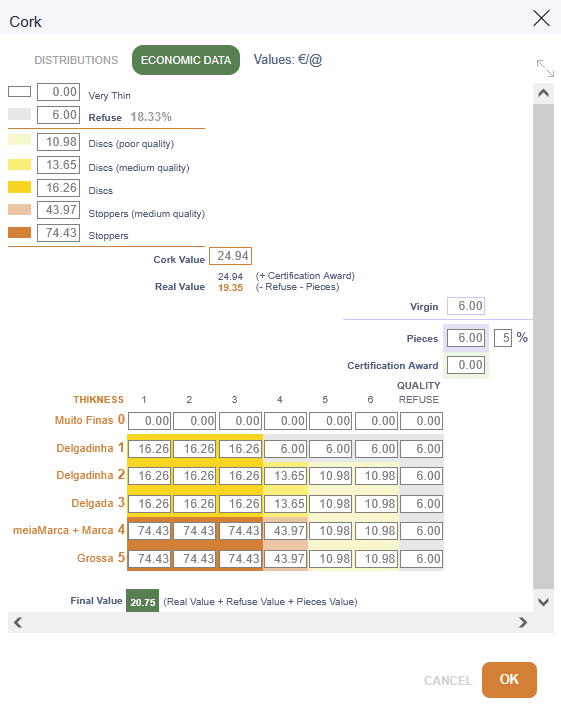 Cork
DISTRIBUTIONS ECONOMIC DATA Values: €/@
0.00 Very Thin
6.00 Refuse 18.33%
10.98 Discs (poor quality)
13.65 Discs (medium quality)
16.26 Discs
43.97 Stoppers (medium quality)
74.43 Stoppers
Cork Value 24.94
24.94 (+ Certification Award)
Real Value 19.35 (- Refuse - Pieces)
Virgin 6.00
Pieces 6.00 5 %
Certification Award 0.00
QUALITY
THIKNESS 1 2 3 4 5 6 REFUSE
Muito Finas 0 0.00 0.00 0.00 0.00 0.00 0.00 0.00
Delgadinha 1 16.26 16.26 16.26 6.00 6.00 6.00 6.00
Delgadinha 2 16.26 16.26 16.26 13.65 10.98 10.98 6.00
Delgada 3 16.26 16.26 16.26 13.65 10.98 10.98 6.00
meiaMarca + Marca 4 74.43 74.43 74.43 43.97 10.98 10.98 6.00
Grossa 5 74.43 74.43 74.43 43.97 10.98 10.98 6.00
Final Value 20.75 (Real Value + Refuse Value + Pieces Value)
CANCEL OK